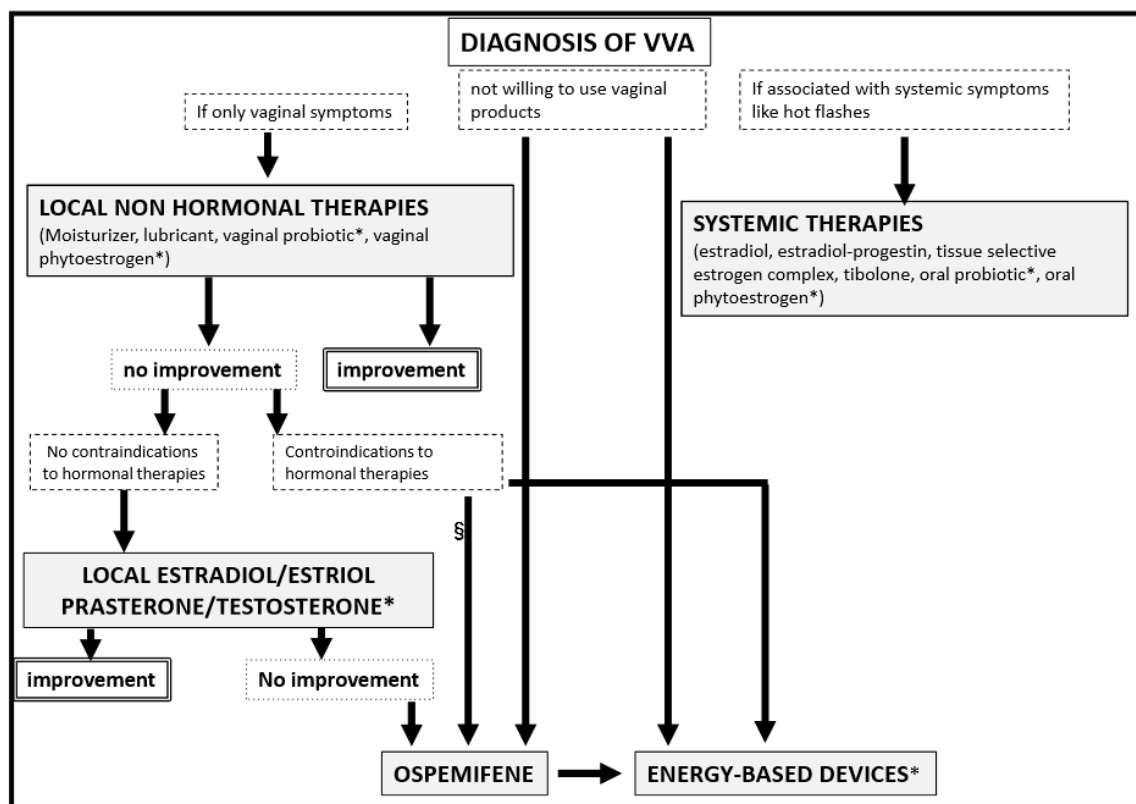 DIAGNOSIS OF VVA
If only vaginal symptoms
not willing to use vaginal
products
If associated with systemic symptoms
like hot flashes
LOCAL NON HORMONAL THERAPIES
(Moisturizer, lubricant, vaginal probiotic*, vaginal
phytoestrogen*)
SYSTEMIC THERAPIES
(estradiol, estradiol-progestin, tissue selective
estrogen complex, tibolone, oral probiotic*, oral
phytoestrogen*)
no improvement
improvement
No contraindications
to hormonal therapies
Controindications to
hormonal therapies
§
LOCAL ESTRADIOL/ESTRIOL
PRASTERONE/TESTOSTERONE*
improvement
No improvement
OSPEMIFENE
ENERGY-BASED DEVICES*